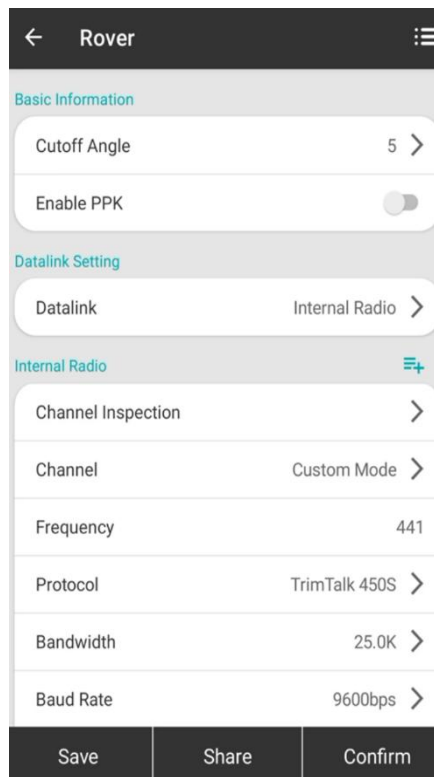 Rover
Basic Information
Cutoff Angle 5
Enable PPK
Datalink Setting
Datalink Internal Radio
Internal Radio
Channel Inspection
Channel Custom Mode
Frequency 441
Protocol TrimTalk 450S
Bandwidth 25.0K
Baud Rate 9600bps
Save Share Confirm